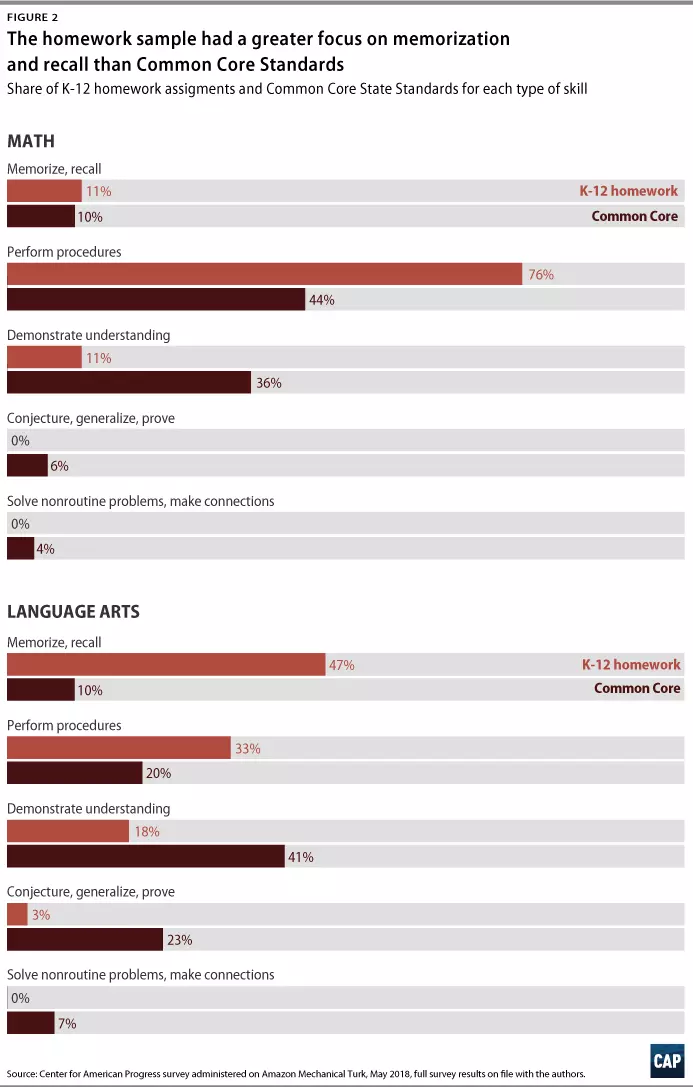 FIGURE 2
The homework sample had a greater focus on memorization
and recall than Common Core Standards
Share of K-12 homework assigments and Common Core State Standards for each type of skill
MATH
Memorize, recall
11% K-12 homework
10% Common Core
Perform procedures
76%
44%
Demonstrate understanding
11%
36%
Conjecture, generalize, prove
0%
6%
Solve nonroutine problems, make connections
0%
4%
LANGUAGE ARTS
Memorize, recall
47% K-12 homework
10% Common Core
Perform procedures
33%
20%
Demonstrate understanding
18%
41%
Conjecture, generalize, prove
3%
23%
Solve nonroutine problems, make connections
0%
7%
CAP
Source: Center for American Progress survey administered on Amazon Mechanical Turk, May 2018, full survey results on file with the authors.